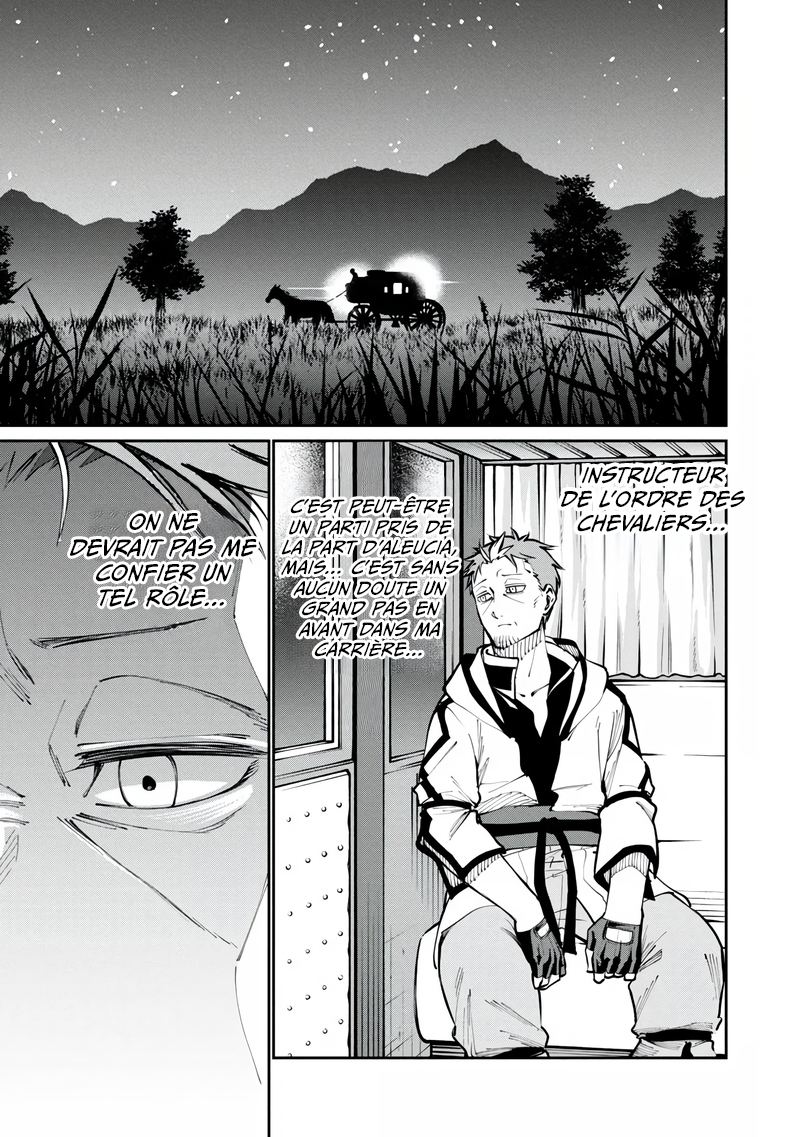 INSTRUCTEUR
DE L'ORDRE DES
CHEVALIERS...
C'EST PEUT-ÊTRE
UN PARTI PRIS DE
LA PART D'ALEUCIA,
MAIS... C'EST SANS
AUCUN DOUTE UN
GRAND PAS EN
AVANT DANS MA
CARRIÈRE...
ON NE
DEVRAIT PAS ME
CONFIER UN
TEL RÔLE...